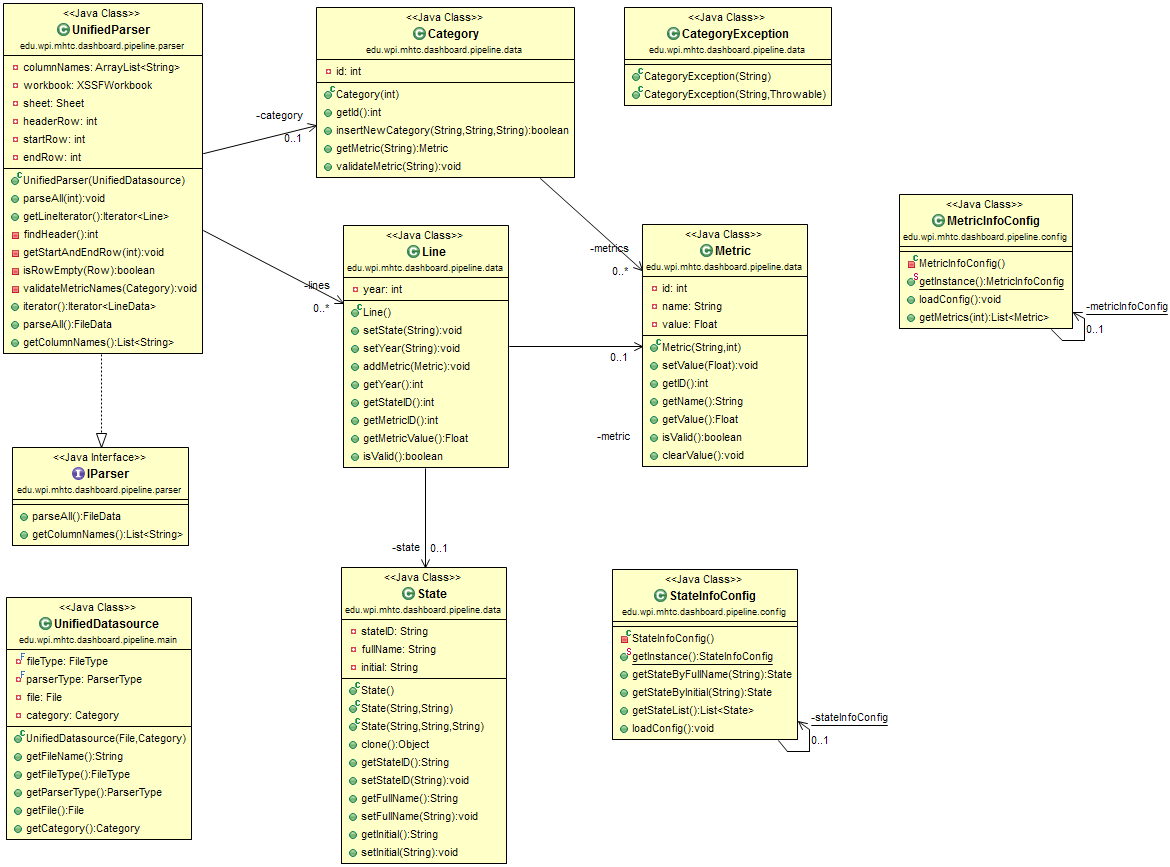 <<Java Class>>
UnifiedParser
edu.wpi.mhtc.dashboard.pipeline.parser
columnNames: ArrayList<String>
workbook: XSSFWorkbook
sheet: Sheet
headerRow: int
startRow: int
endRow: int
UnifiedParser(UnifiedDatasource)
parseAll(int):void
getLineIterator():Iterator<Line>
findHeader():int
getStartAndEndRow(int):void
isRowEmpty(Row):boolean
validateMetricNames(Category):void
iterator():Iterator<LineData>
parseAll():FileData
getColumnNames():List<String>
-category
0..1
<<Java Class>>
Category
edu.wpi.mhtc.dashboard.pipeline.data
id: int
Category(int)
getId():int
insertNewCategory(String,String,String):boolean
getMetric(String):Metric
validateMetric(String):void
<<Java Class>>
CategoryException
edu.wpi.mhtc.dashboard.pipeline.data
CategoryException(String)
CategoryException(String,Throwable)
-lines
0..*
<<Java Class>>
Line
edu.wpi.mhtc.dashboard.pipeline.data
year: int
Line()
setState(String):void
setYear(String):void
addMetric(Metric):void
getYear():int
getStateID():int
getMetricID():int
getMetricValue():Float
isValid():boolean
-metrics
0..*
0..1
-metric
<<Java Class>>
Metric
edu.wpi.mhtc.dashboard.pipeline.data
id: int
name: String
value: Float
Metric(String,int)
setValue(Float):void
getID():int
getName():String
getValue():Float
isValid():boolean
clearValue():void
<<Java Class>>
MetricInfoConfig
edu.wpi.mhtc.dashboard.pipeline.config
MetricInfoConfig()
getInstance():MetricInfoConfig
loadConfig():void
getMetrics(int):List<Metric>
-metricInfoConfig
0..1
<<Java Interface>>
IParser
edu.wpi.mhtc.dashboard.pipeline.parser
parseAll():FileData
getColumnNames():List<String>
-state
0..1
<<Java Class>>
UnifiedDatasource
edu.wpi.mhtc.dashboard.pipeline.main
fileType: FileType
parserType: ParserType
file: File
category: Category
UnifiedDatasource(File,Category)
getFileName():String
getFileType():FileType
getParserType():ParserType
getFile():File
getCategory():Category
<<Java Class>>
State
edu.wpi.mhtc.dashboard.pipeline.data
stateID: String
fullName: String
initial: String
State()
State(String,String)
State(String,String,String)
clone():Object
getStateID():String
setStateID(String):void
getFullName():String
setFullName(String):void
getInitial():String
setInitial(String):void
<<Java Class>>
StateInfoConfig
edu.wpi.mhtc.dashboard.pipeline.config
StateInfoConfig()
getInstance():StateInfoConfig
getStateByFullName(String):State
getStateByInitial(String):State
getStateList():List<State>
loadConfig():void
-stateInfoConfig
0..1